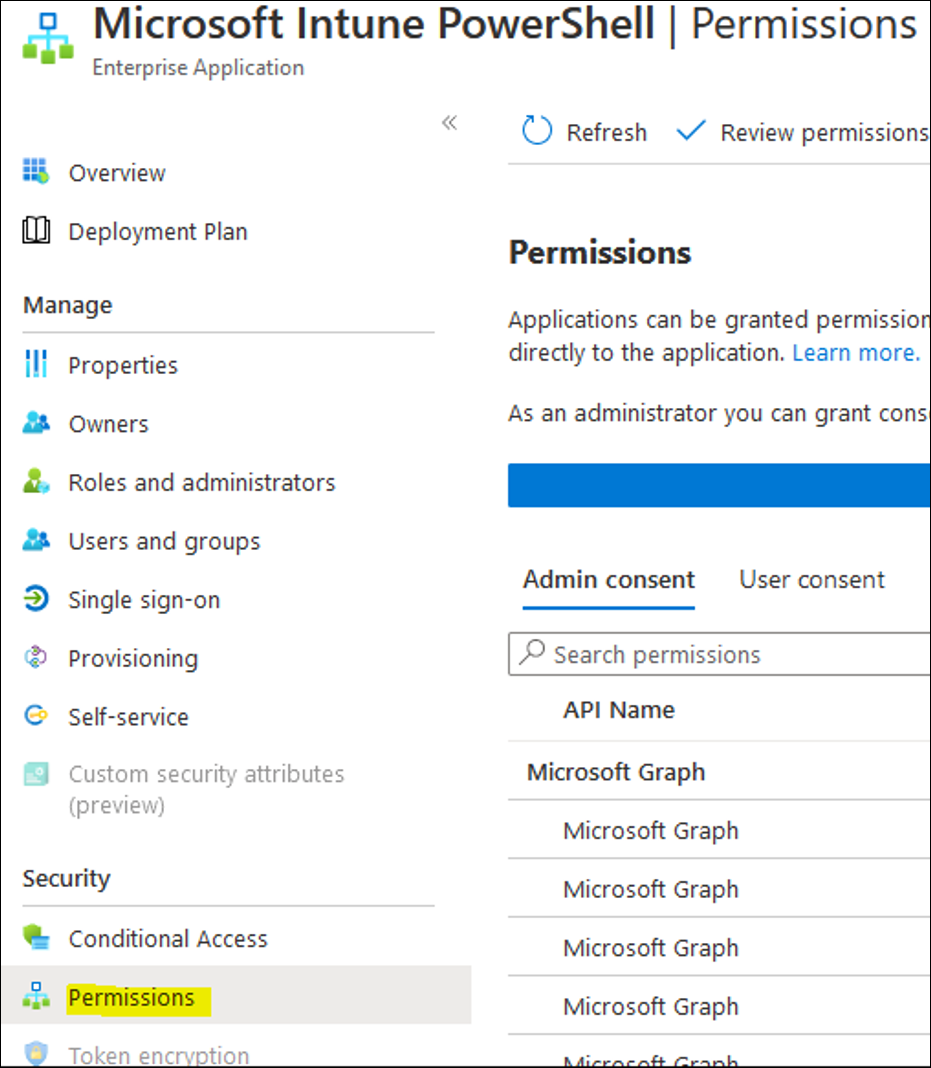 Microsoft Intune PowerShell | Permissions
Enterprise Application
«
Refresh
Review permissions
Overview
Deployment Plan
Manage
Properties
Owners
Roles and administrators
Users and groups
Single sign-on
Provisioning
Self-service
Custom security attributes
(preview)
Security
Conditional Access
Permissions
Token encryption
Permissions
Applications can be granted permission
directly to the application. Learn more.
As an administrator you can grant cons
Admin consent
User consent
Search permissions
API Name
Microsoft Graph
Microsoft Graph
Microsoft Graph
Microsoft Graph
Microsoft Graph
Microsoft Graph